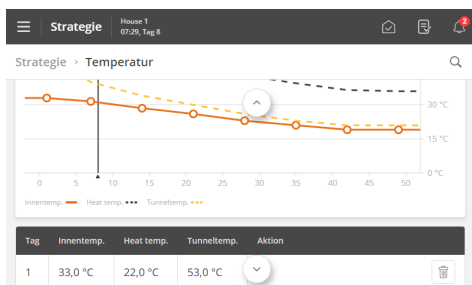 Strategie
House 1
07:29, Tag 8
2
Strategie › Temperatur
30 °C
15 °C
0 °C
0 5 10 15 20 25 30 35 40 45 50
Innentemp. Heat temp. Tunneltemp.
Tag Innentemp. Heat temp. Tunneltemp. Aktion
1 33,0 °C 22,0 °C 53,0 °C